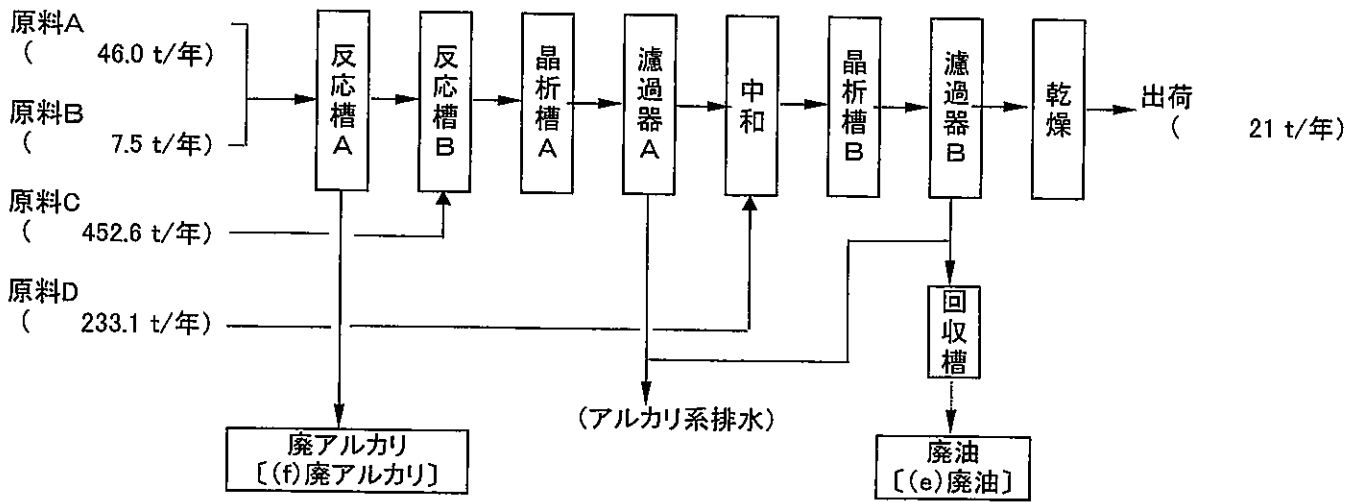 原料A
( 46.0 t/年)
原料B
( 7.5 t/年)
原料C
( 452.6 t/年)
原料D
( 233.1 t/年)
反応槽A
反応槽B
晶析槽A
濾過器A
中和
晶析槽B
濾過器B
乾燥
出荷
( 21 t/年)
回収槽
(アルカリ系排水)
廃アルカリ
〔(f)廃アルカリ〕
廃油
〔(e)廃油〕